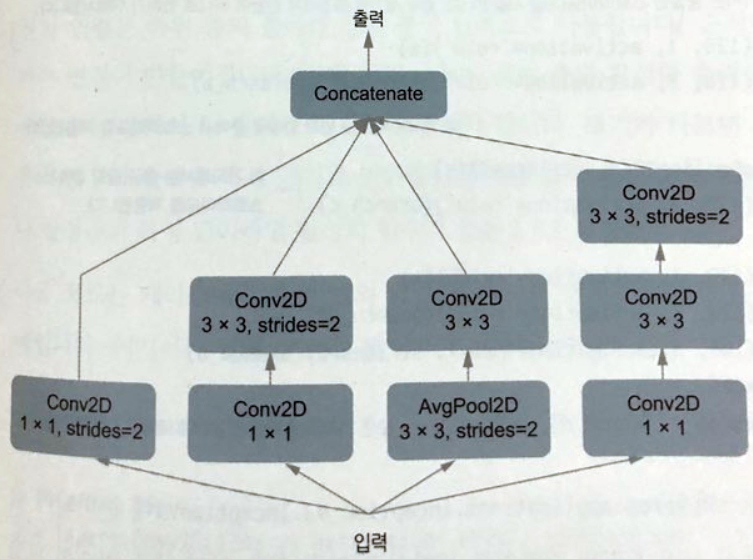 출력
Concatenate
Conv2D
3 × 3, strides=2
Conv2D
3 × 3, strides=2
Conv2D
3 × 3
Conv2D
3 × 3
Conv2D
1 × 1, strides=2
Conv2D
1 × 1
AvgPool2D
3 × 3, strides=2
Conv2D
1 × 1
입력